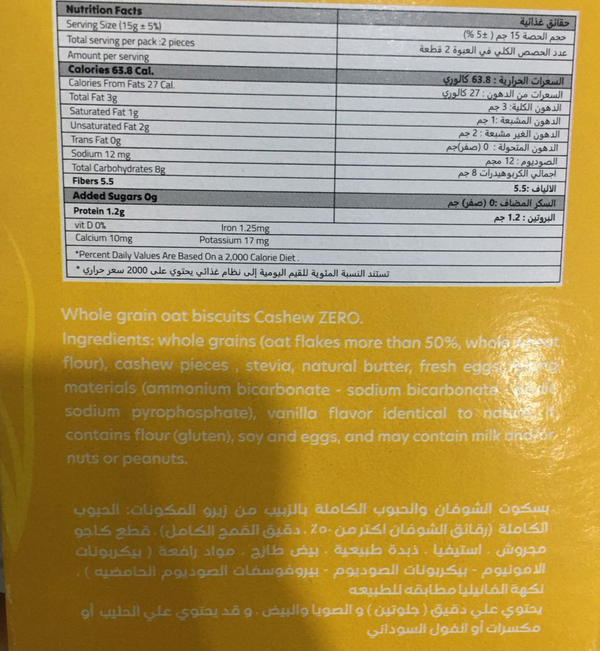 Nutrition Facts
حقائق غذائية
Serving Size (15g ± 5%)
حجم الحصة 15 جم ( ±5 %)
Total serving per pack :2 pieces
عدد الحصص الكلي في العبوة 2 قطعة
Amount per serving
Calories 63.8 Cal.
السعرات الحرارية : 63.8 كالوري
Calories From Fats 27 Cal.
السعرات من الدهون : 27 كالوري
Total Fat 3g
الدهون الكلية: 3 جم
Saturated Fat 1g
الدهون المشبعة :1 جم
Unsaturated Fat 2g
الدهون الغير مشبعة : 2 جم
Trans Fat 0g
الدهون المتحولة : 0 (صفر)جم
Sodium 12 mg
الصوديوم : 12 مجم
Total Carbohydrates 8g
اجمالي الكربوهيدرات 8 جم
Fibers 5.5
الالياف :5.5
Added Sugars 0g
السكر المضاف :0 (صفر) جم
Protein 1.2g
البروتين : 1.2 جم
vit D 0% Iron 1.25mg
Calcium 10mg Potassium 17 mg
*Percent Daily Values Are Based On a 2,000 Calorie Diet .
تستند النسبة المئوية للقيم اليومية إلى نظام غذائي يحتوي على 2000 سعر حراري *
Whole grain oat biscuits Cashew ZERO.
Ingredients: whole grains (oat flakes more than 50%, whole wheat
flour), cashew pieces , stevia, natural butter, fresh eggs,
materials (ammonium bicarbonate - sodium bicarbonate
sodium pyrophosphate), vanilla flavor identical to
contains flour (gluten), soy and eggs, and may contain milk and/or
nuts or peanuts.
بسكوت الشوفان والحبوب الكاملة بالزبيب من زيرو المكونات: الحبوب
الكاملة (رقائق الشوفان اكثر من ٥٠٪ ، دقيق القمح الكامل) ، قطع كاجو
مجروش ، استيفيا ، ذبدة طبيعية ، بيض طازج ، مواد رافعة ( بيكربونات
الامونيوم - بيكربونات الصوديوم - بيروفوسفات الصوديوم الحامضيه ) ،
نكهة الفانيليا مطابقه للطبيعه
يحتوي علي دقيق ( جلوتين ) و الصويا والبيض . و قد يحتوي علي الحليب أو
مكسرات أو الفول السوداني